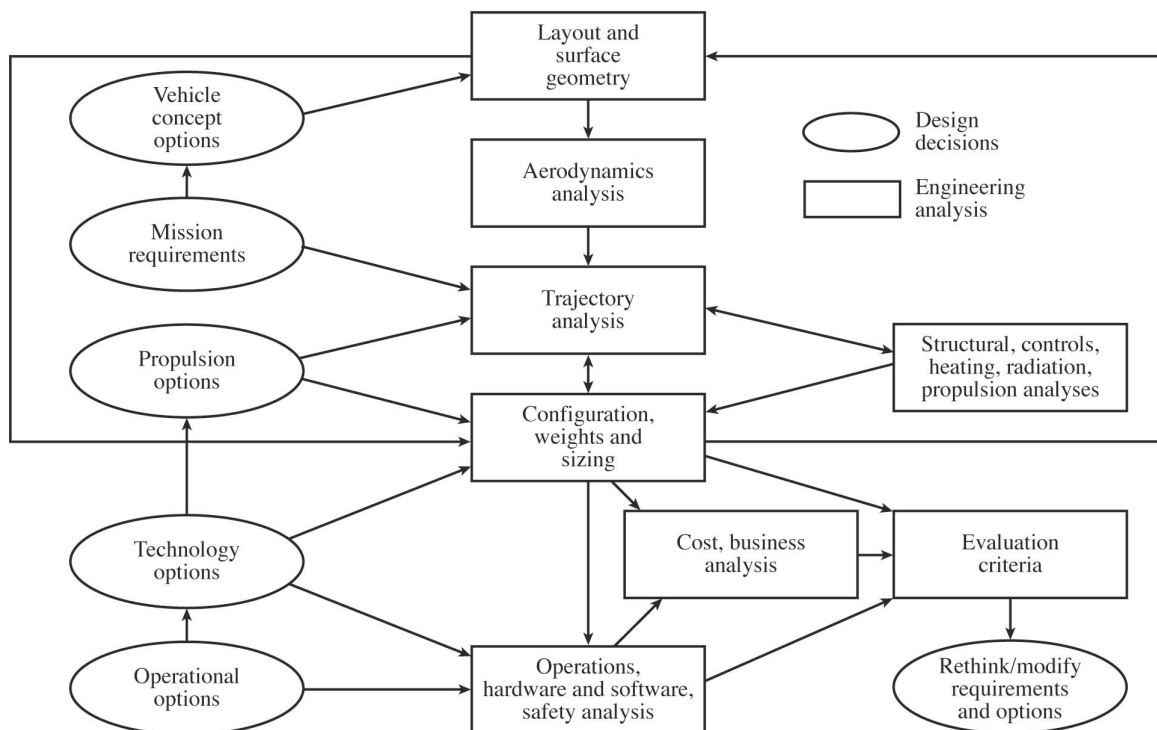 Layout and
surface
geometry
Vehicle
concept
options
Design
decisions
Aerodynamics
analysis
Engineering
analysis
Mission
requirements
Trajectory
analysis
Propulsion
options
Structural, controls,
heating, radiation,
propulsion analyses
Configuration,
weights and
sizing
Technology
options
Cost, business
analysis
Evaluation
criteria
Operational
options
Operations,
hardware and software,
safety analysis
Rethink/modify
requirements
and options